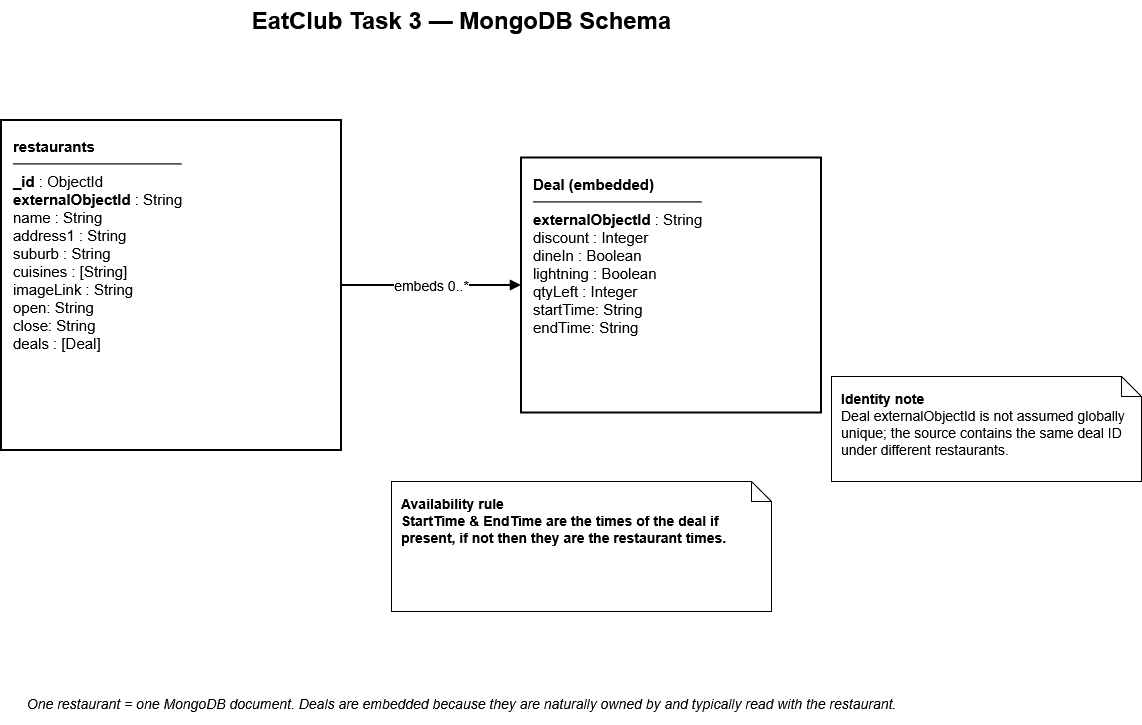 EatClub Task 3 — MongoDB Schema
restaurants
_id : ObjectId
externalObjectId : String
name : String
address1 : String
suburb : String
cuisines : [String]
imageLink : String
open: String
close: String
deals : [Deal]
embeds 0..*
Deal (embedded)
externalObjectId : String
discount : Integer
dineIn : Boolean
lightning : Boolean
qtyLeft : Integer
startTime: String
endTime: String
Identity note
Deal externalObjectId is not assumed globally
unique; the source contains the same deal ID
under different restaurants.
Availability rule
StartTime & EndTime are the times of the deal if
present, if not then they are the restaurant times.
One restaurant = one MongoDB document. Deals are embedded because they are naturally owned by and typically read with the restaurant.